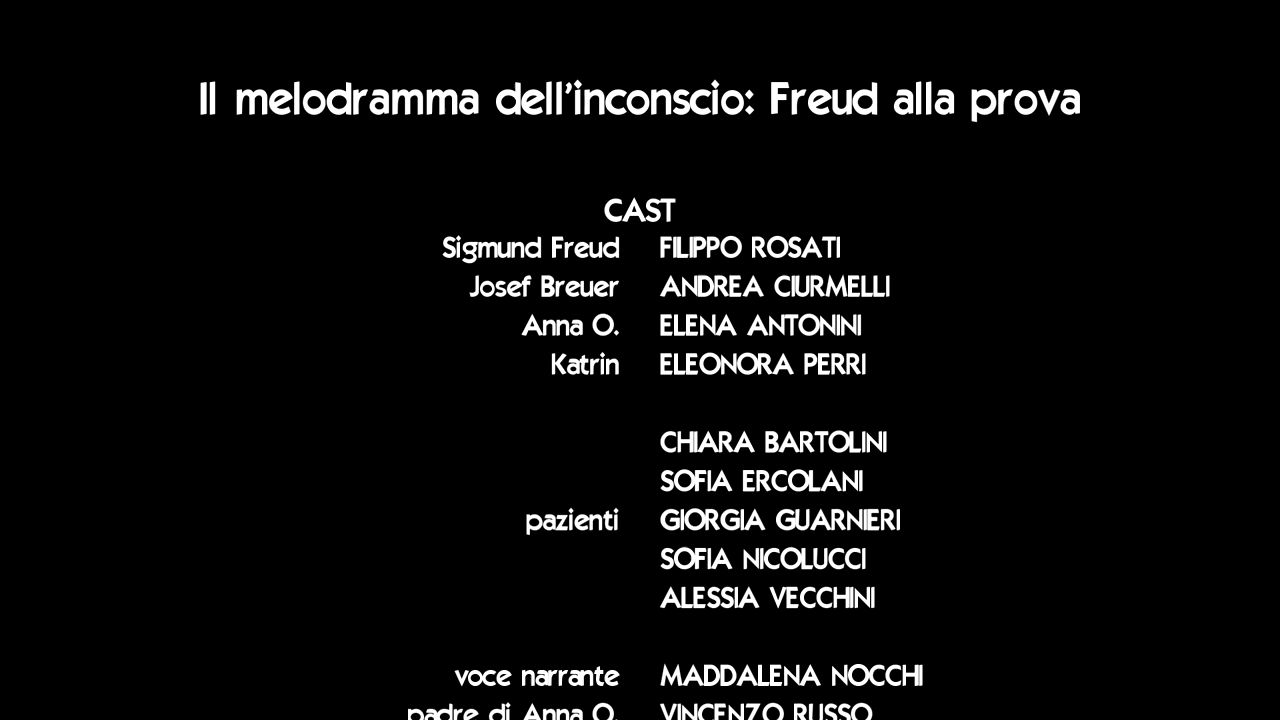 Il melodramma dell'inconscio: Freud alla prova
CAST
Sigmund Freud FILIPPO ROSATI
Josef Breuer ANDREA CIURMELLI
Anna O. ELENA ANTONINI
Katrin ELEONORA PERRI
CHIARA BARTOLINI
SOFIA ERCOLANI
pazienti GIORGIA GUARNIERI
SOFIA NICOLUCCI
ALESSIA VECCHINI
voce narrante MADDALENA NOCCHI
padre di Anna O. VINCENZO RUSSO